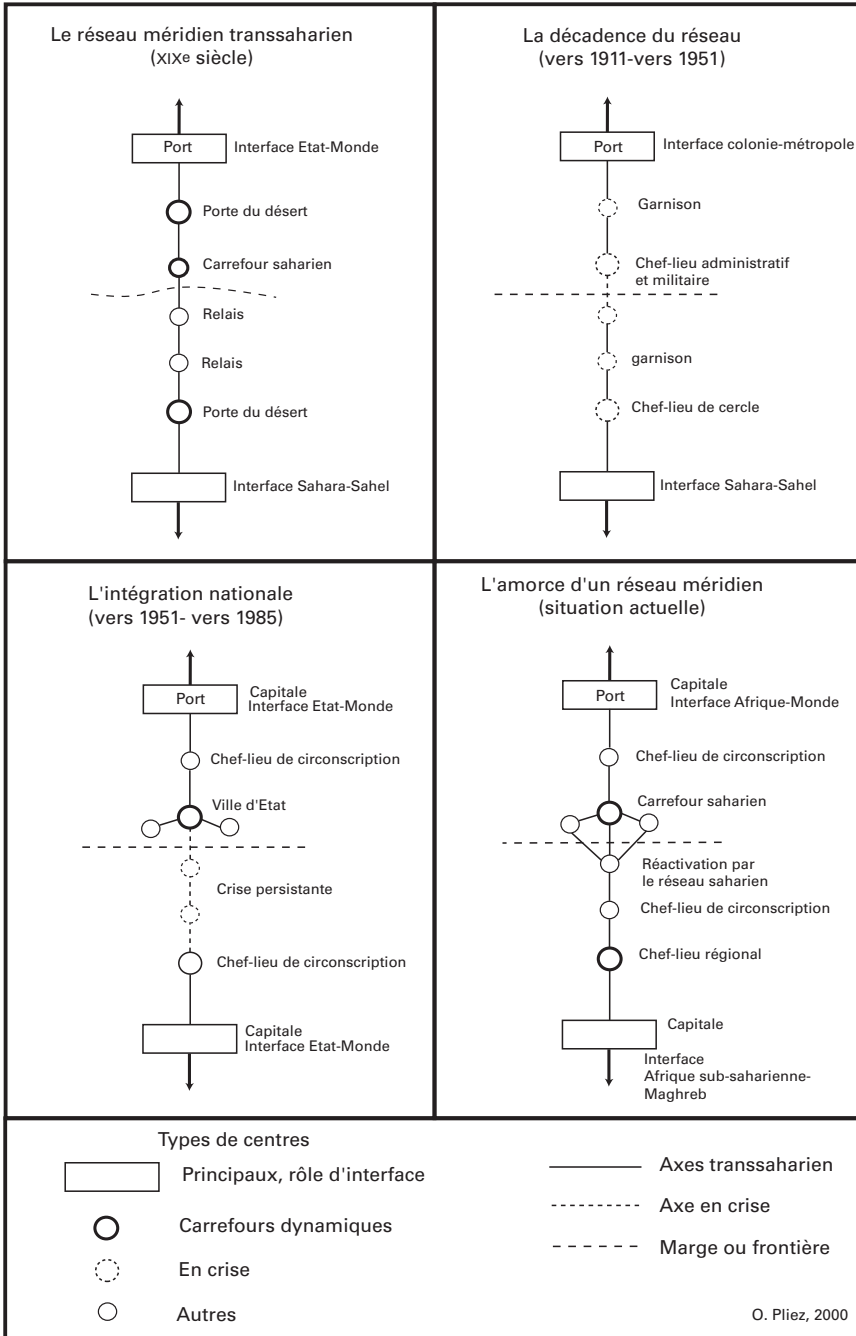 Le réseau méridien transsaharien
(XIXe siècle)
Port
Interface Etat-Monde
Porte du désert
Carrefour saharien
Relais
Relais
Porte du désert
Interface Sahara-Sahel
La décadence du réseau
(vers 1911-vers 1951)
Port
Interface colonie-métropole
Garnison
Chef-lieu administratif
et militaire
garnison
Chef-lieu de cercle
Interface Sahara-Sahel
L'intégration nationale
(vers 1951- vers 1985)
Port
Capitale
Interface Etat-Monde
Chef-lieu de circonscription
Ville d'Etat
Crise persistante
Chef-lieu de circonscription
Capitale
Interface Etat-Monde
L'amorce d'un réseau méridien
(situation actuelle)
Port
Capitale
Interface Afrique-Monde
Chef-lieu de circonscription
Carrefour saharien
Réactivation par
le réseau saharien
Chef-lieu de circonscription
Chef-lieu régional
Capitale
Interface
Afrique sub-saharienne-
Maghreb
Types de centres
Principaux, rôle d'interface
Carrefours dynamiques
En crise
Autres
Axes transsaharien
Axe en crise
Marge ou frontière
O. Pliez, 2000